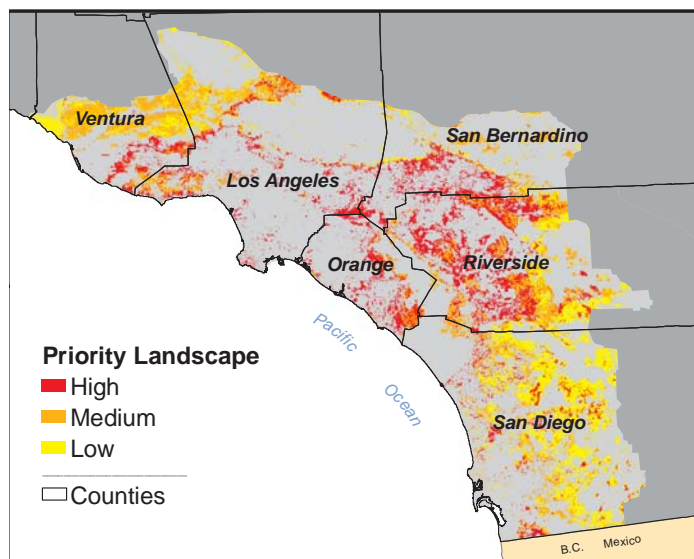 Ventura
San Bernardino
Los Angeles
Orange
Riverside
Pacific
Ocean
Priority Landscape
High
Medium
Low
Counties
San Diego
B.C. Mexico